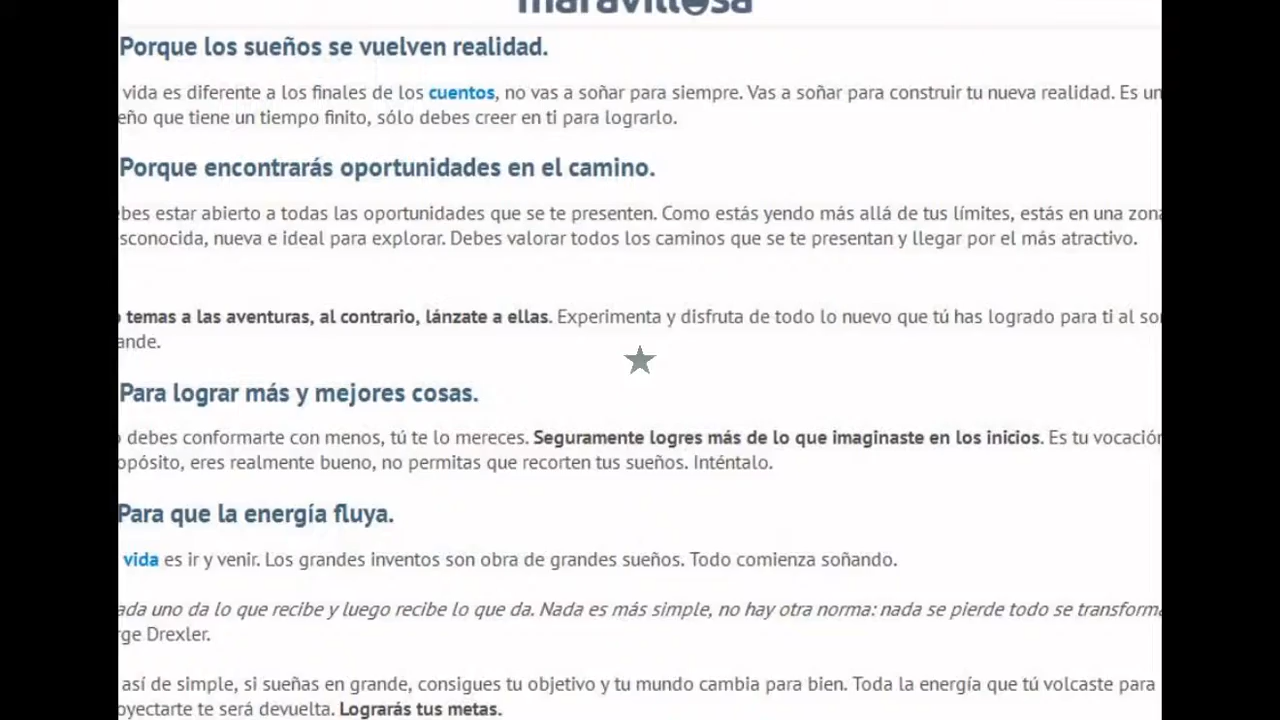 maravillosa
Porque los sueños se vuelven realidad.
vida es diferente a los finales de los cuentos, no vas a soñar para siempre. Vas a soñar para construir tu nueva realidad. Es un
eño que tiene un tiempo finito, sólo debes creer en ti para lograrlo.
Porque encontrarás oportunidades en el camino.
ebes estar abierto a todas las oportunidades que se te presenten. Como estás yendo más allá de tus límites, estás en una zona
sconocida, nueva e ideal para explorar. Debes valorar todos los caminos que se te presentan y llegar por el más atractivo.
temas a las aventuras, al contrario, lánzate a ellas. Experimenta y disfruta de todo lo nuevo que tú has logrado para ti al so
ande.
Para lograr más y mejores cosas.
debes conformarte con menos, tú te lo mereces. Seguramente logres más de lo que imaginaste en los inicios. Es tu vocación
opósito, eres realmente bueno, no permitas que recorten tus sueños. Inténtalo.
Para que la energía fluya.
vida es ir y venir. Los grandes inventos son obra de grandes sueños. Todo comienza soñando.
ada uno da lo que recibe y luego recibe lo que da. Nada es más simple, no hay otra norma: nada se pierde todo se transforma
rge Drexler.
así de simple, si sueñas en grande, consigues tu objetivo y tu mundo cambia para bien. Toda la energía que tú volcaste para
oyectarte te será devuelta. Lograrás tus metas.